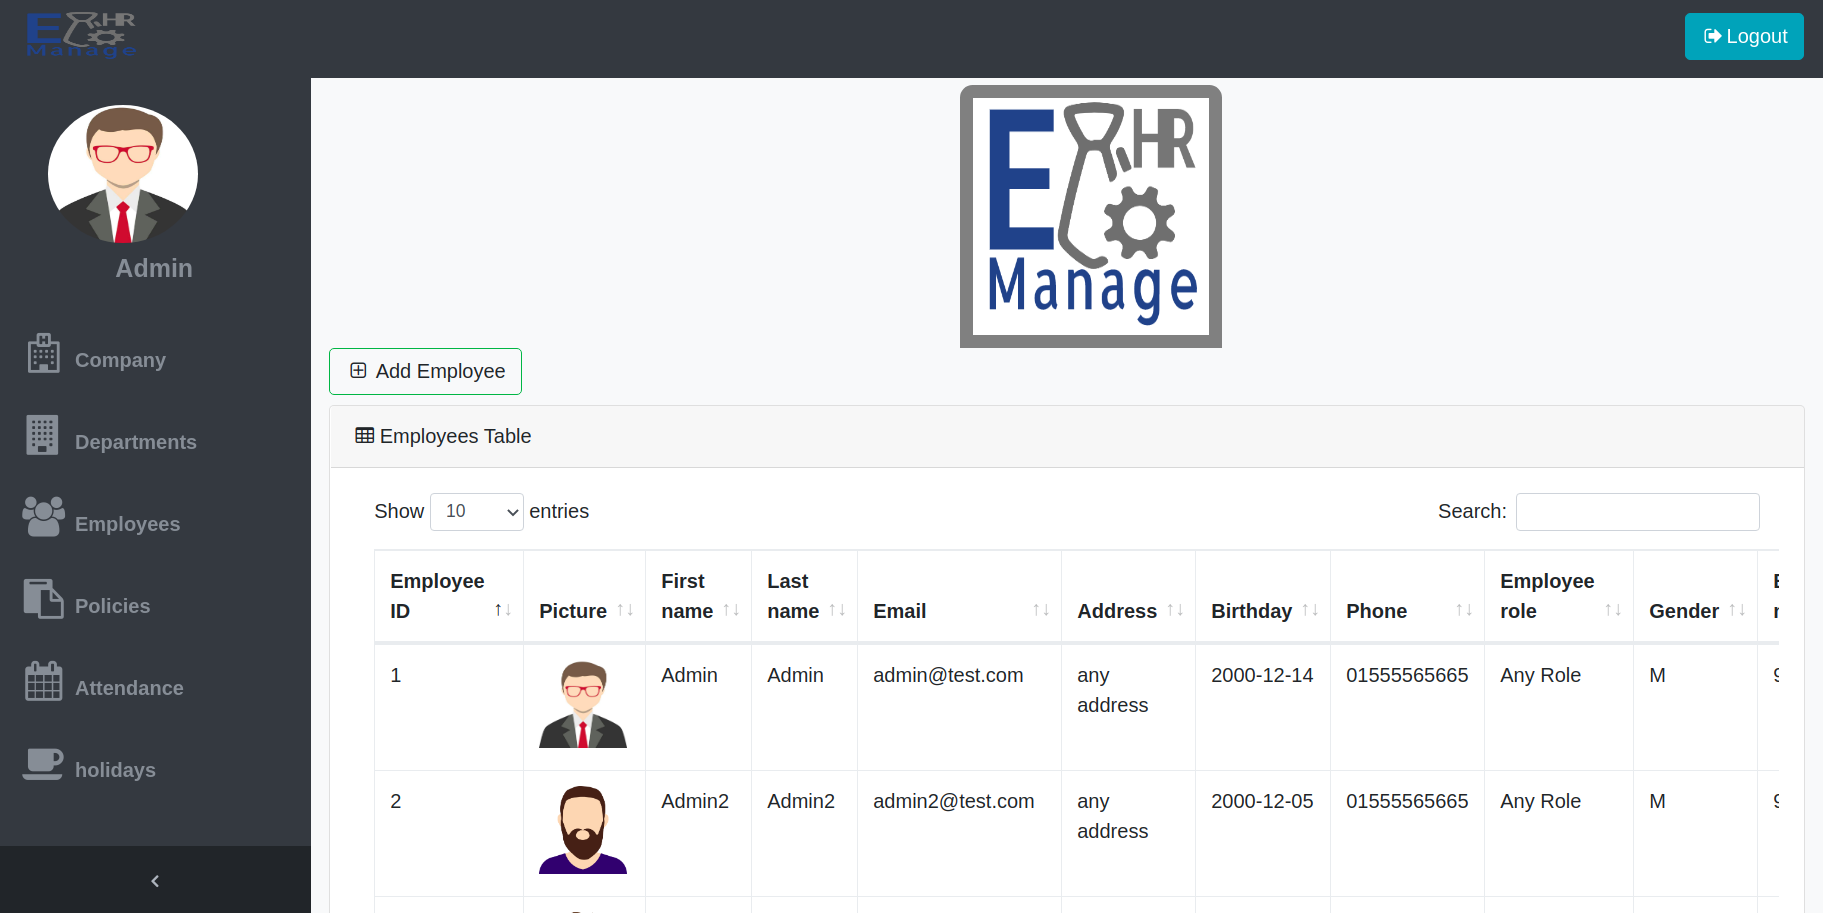 E HR
Manage
Logout
Admin
Company
Departments
Employees
Policies
Attendance
holidays
E HR
Manage
Add Employee
Employees Table
Show 10 entries
Search:
Employee ID Picture First name Last name Email Address Birthday Phone Employee role Gender
1 Admin Admin admin@test.com any address 2000-12-14 01555565665 Any Role M
2 Admin2 Admin2 admin2@test.com any address 2000-12-05 01555565665 Any Role M